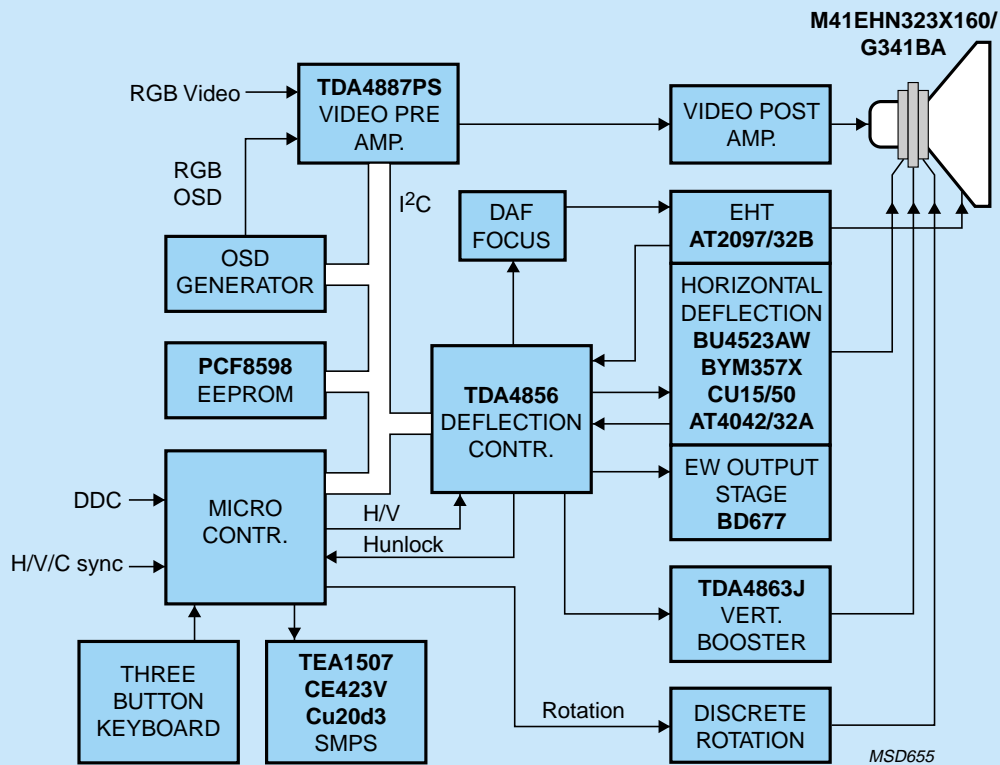 M41EHN323X160/
G341BA
RGB Video
TDA4887PS
VIDEO PRE
AMP.
VIDEO POST
AMP.
RGB
OSD
I²C
DAF
FOCUS
EHT
AT2097/32B
OSD
GENERATOR
HORIZONTAL
DEFLECTION
BU4523AW
BYM357X
CU15/50
AT4042/32A
PCF8598
EEPROM
TDA4856
DEFLECTION
CONTR.
EW OUTPUT
STAGE
BD677
DDC
MICRO
CONTR.
H/V
Hunlock
H/V/C sync
TDA4863J
VERT.
BOOSTER
THREE
BUTTON
KEYBOARD
TEA1507
CE423V
Cu20d3
SMPS
Rotation
DISCRETE
ROTATION
MSD655